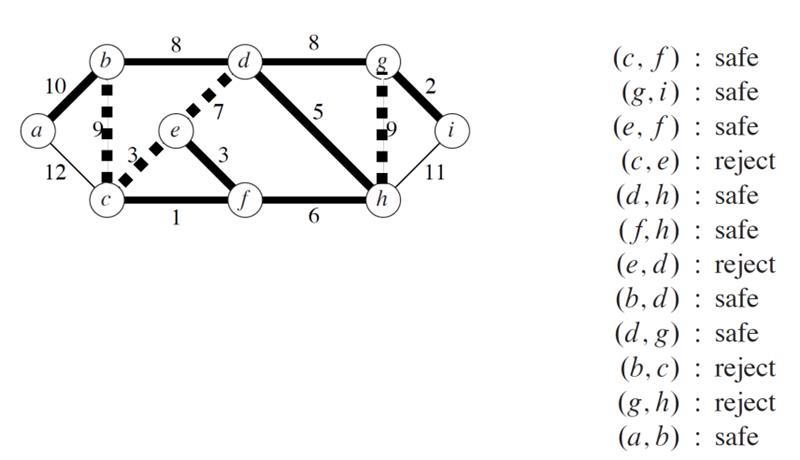 8 8
b d g
10 2
9 7 5 9
a e i
3 3
12 11
c f h
1 6
(c, f) : safe
(g, i) : safe
(e, f) : safe
(c, e) : reject
(d, h) : safe
(f, h) : safe
(e, d) : reject
(b, d) : safe
(d, g) : safe
(b, c) : reject
(g, h) : reject
(a, b) : safe